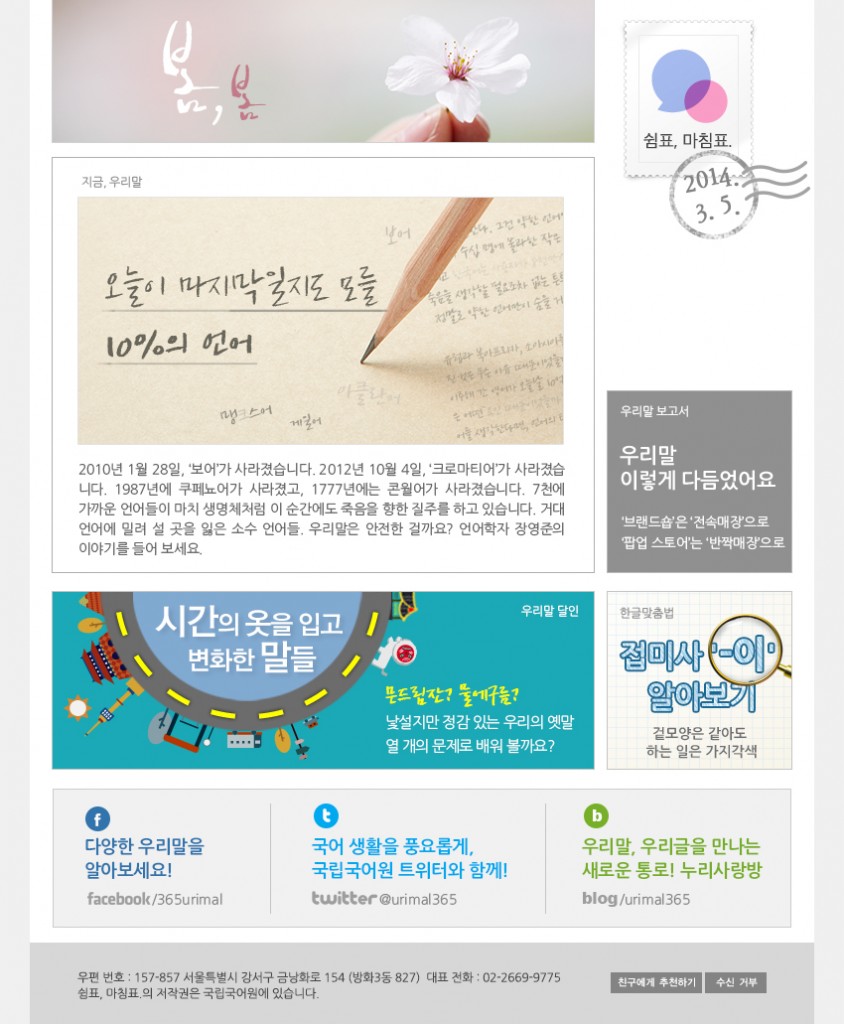 봄, 봄
쉼표, 마침표.
2014.
3. 5.
지금, 우리말
보어
오늘이 마지막일지도 모를
10%의 언어
아클란어
맹크스어
게일어
2010년 1월 28일, ‘보어’가 사라졌습니다. 2012년 10월 4일, ‘크로마티어’가 사라졌습
니다. 1987년에 쿠페뇨어가 사라졌고, 1777년에는 콘월어가 사라졌습니다. 7천에
가까운 언어들이 마치 생명체처럼 이 순간에도 죽음을 향한 질주를 하고 있습니다. 거대
언어에 밀려 설 곳을 잃은 소수 언어들. 우리말은 안전한 걸까요? 언어학자 장영준의
이야기를 들어 보세요.
우리말 보고서
우리말
이렇게 다듬었어요
‘브랜드숍’은 ‘전속매장’으로
‘팝업 스토어’는 ‘반짝매장’으로
우리말 달인
시간의 옷을 입고
변화한 말들
문드림잔? 물에구를?
낯설지만 정감 있는 우리의 옛말
열 개의 문제로 배워 볼까요?
한글맞춤법
접미사 '-이'
알아보기
겉모양은 같아도
하는 일은 가지각색
다양한 우리말을
알아보세요!
facebook/365urimal
국어 생활을 풍요롭게,
국립국어원 트위터와 함께!
twitter@urimal365
우리말, 우리글을 만나는
새로운 통로! 누리사랑방
blog/urimal365
우편 번호 : 157-857 서울특별시 강서구 금낭화로 154 (방화3동 827) 대표 전화 : 02-2669-9775
쉼표, 마침표.의 저작권은 국립국어원에 있습니다.
친구에게 추천하기
수신 거부